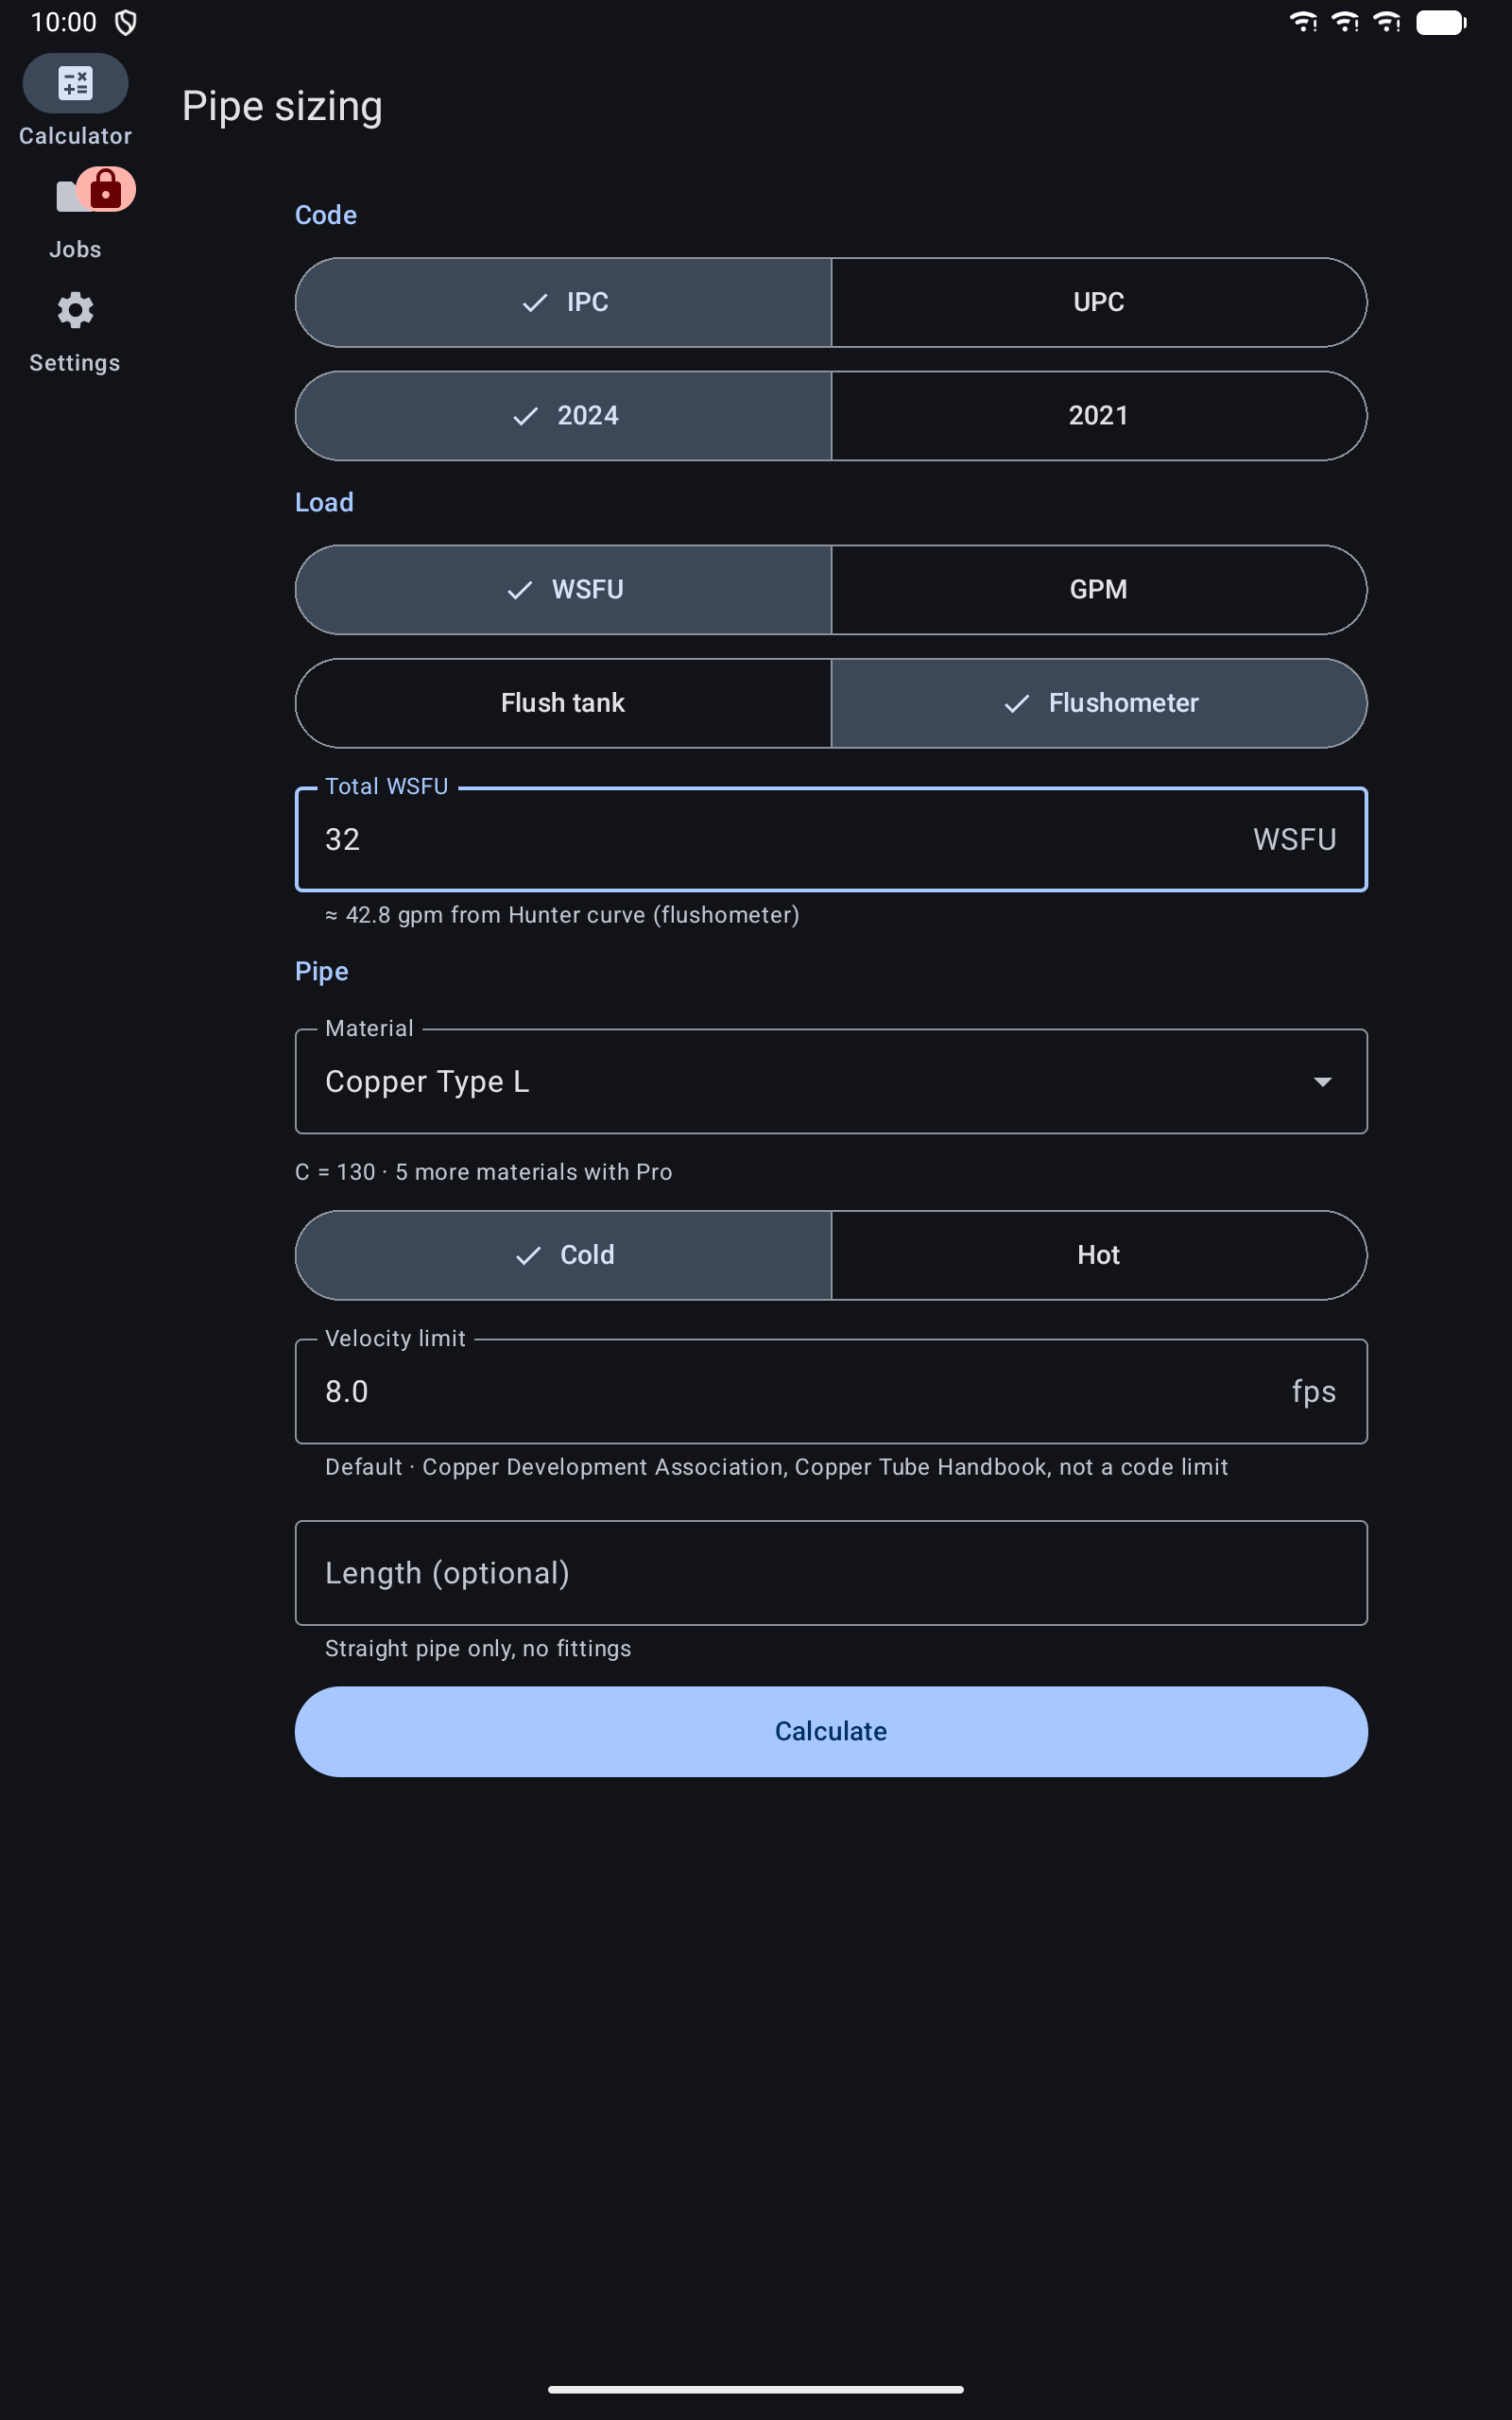 10:00
Calculator
Jobs
Settings
Pipe sizing
Code
IPC UPC
2024 2021
Load
WSFU GPM
Flush tank Flushometer
Total WSFU
32 WSFU
≈ 42.8 gpm from Hunter curve (flushometer)
Pipe
Material
Copper Type L
C = 130 · 5 more materials with Pro
Cold Hot
Velocity limit
8.0 fps
Default · Copper Development Association, Copper Tube Handbook, not a code limit
Length (optional)
Straight pipe only, no fittings
Calculate